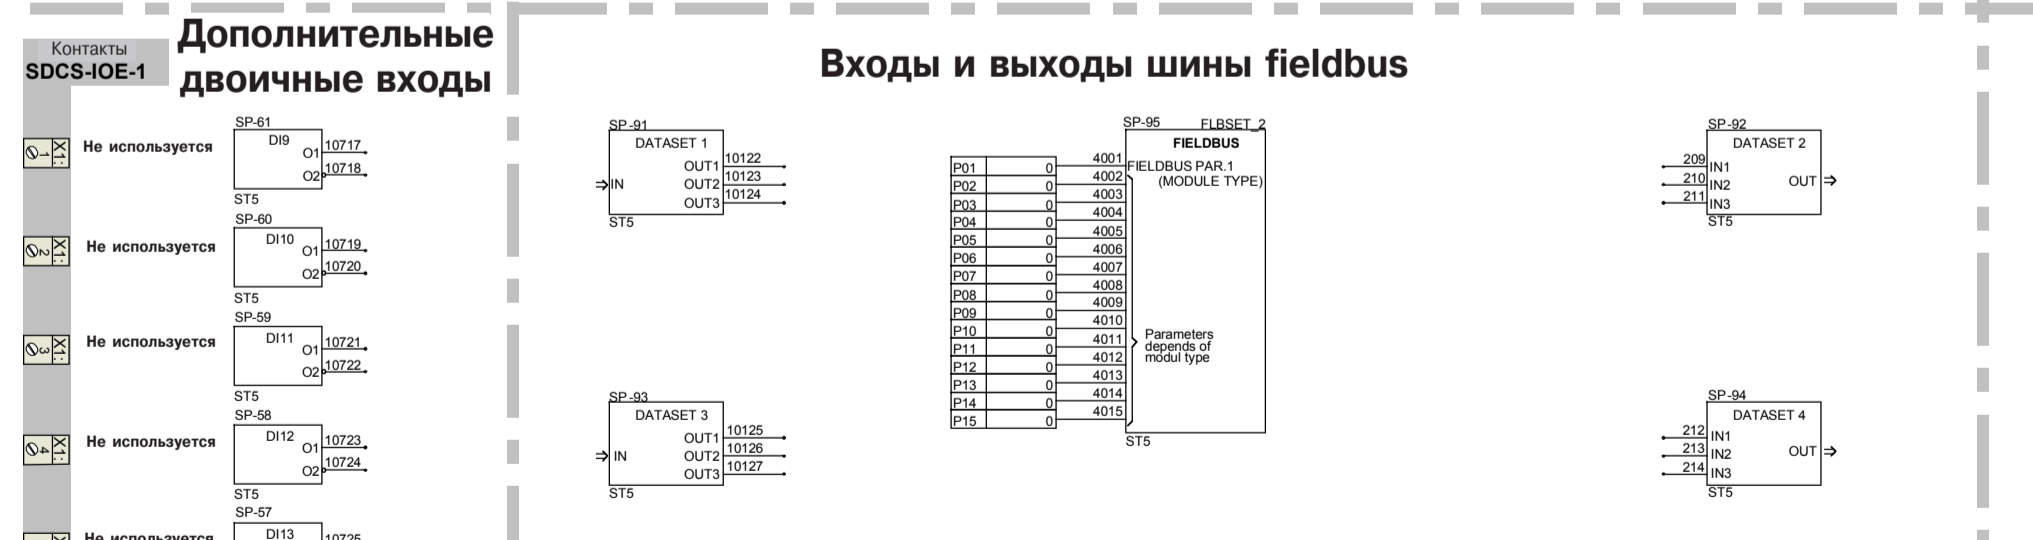 Контакты
SDCS-IOE-1
Дополнительные
двоичные входы
X1:
1
Не используется
SP-61
DI9
O1
10717
O2
10718
ST5
X1:
2
Не используется
SP-60
DI10
O1
10719
O2
10720
ST5
X1:
3
Не используется
SP-59
DI11
O1
10721
O2
10722
ST5
X1:
4
Не используется
SP-58
DI12
O1
10723
O2
10724
ST5
Не используется
SP-57
DI13
10725
Входы и выходы шины fieldbus
SP-91
DATASET 1
IN
OUT1
10122
OUT2
10123
OUT3
10124
ST5
SP-93
DATASET 3
IN
OUT1
10125
OUT2
10126
OUT3
10127
ST5
SP-95
FLBSET_2
FIELDBUS
FIELDBUS PAR.1
(MODULE TYPE)
P01 0 4001
P02 0 4002
P03 0 4003
P04 0 4004
P05 0 4005
P06 0 4006
P07 0 4007
P08 0 4008
P09 0 4009
P10 0 4010
P11 0 4011
P12 0 4012
P13 0 4013
P14 0 4014
P15 0 4015
Parameters
depends of
modul type
ST5
SP-92
DATASET 2
209 IN1
210 IN2
211 IN3
OUT
ST5
SP-94
DATASET 4
212 IN1
213 IN2
214 IN3
OUT
ST5